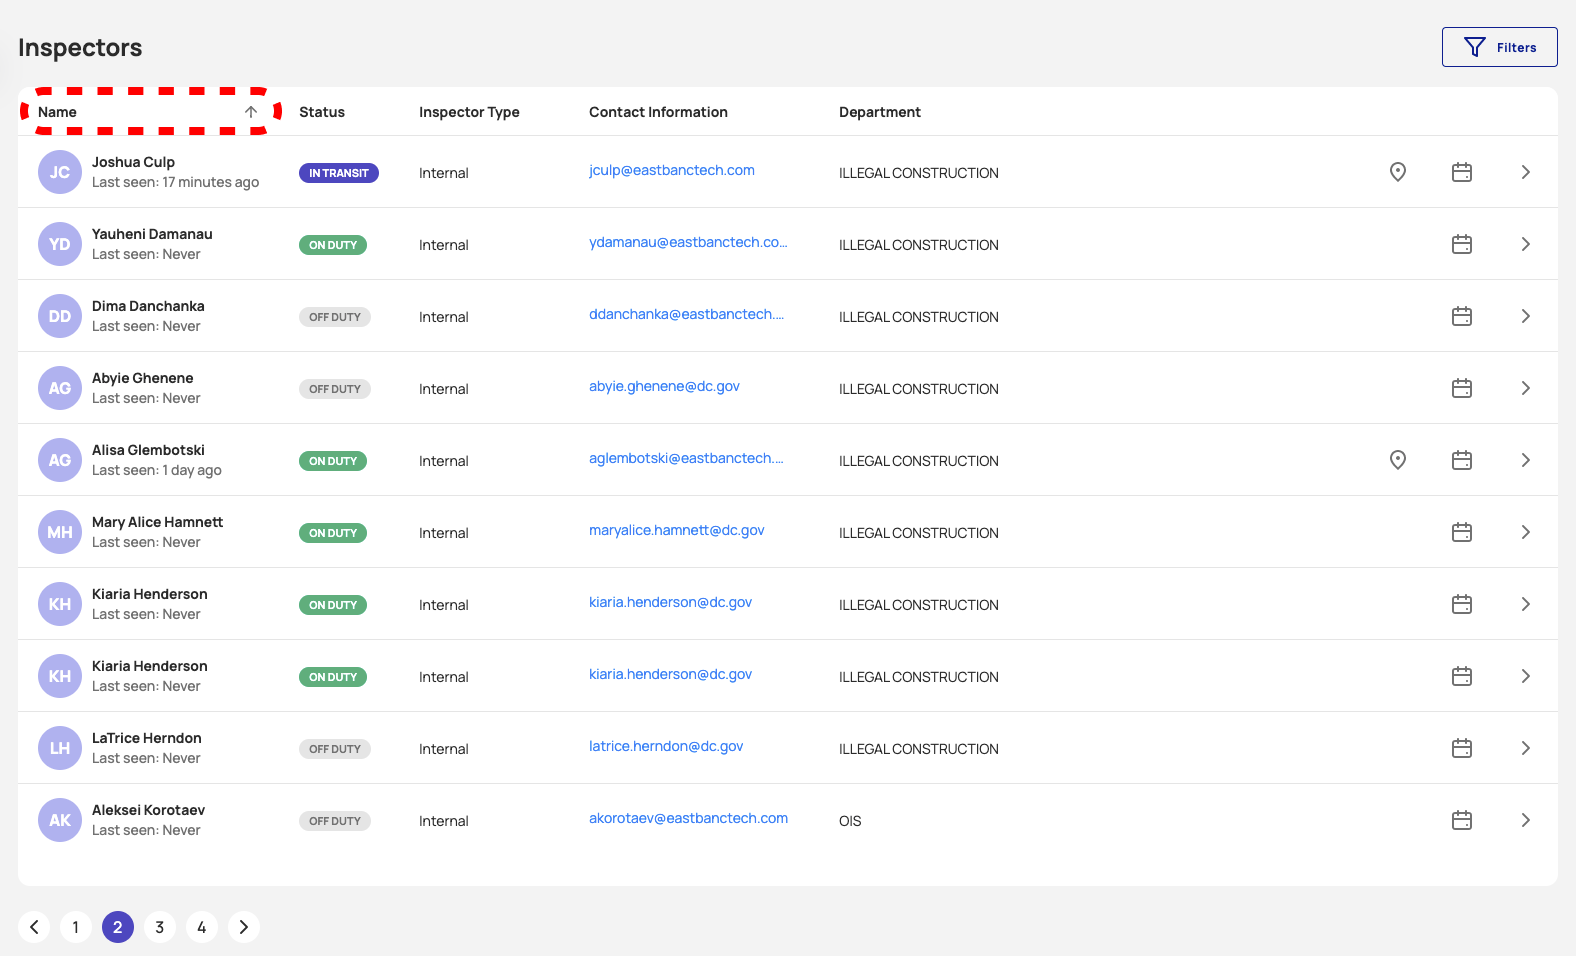 Inspectors
Filters
Name Status Inspector Type Contact Information Department
JC Joshua Culp
Last seen: 17 minutes ago
IN TRANSIT Internal jculp@eastbanctech.com ILLEGAL CONSTRUCTION
YD Yauheni Damanau
Last seen: Never
ON DUTY Internal ydamanau@eastbanctech.co... ILLEGAL CONSTRUCTION
DD Dima Danchanka
Last seen: Never
OFF DUTY Internal ddanchanka@eastbanctech.... ILLEGAL CONSTRUCTION
AG Abyie Ghenene
Last seen: Never
OFF DUTY Internal abyie.ghenene@dc.gov ILLEGAL CONSTRUCTION
AG Alisa Glembotski
Last seen: 1 day ago
ON DUTY Internal aglembotski@eastbanctech.... ILLEGAL CONSTRUCTION
MH Mary Alice Hamnett
Last seen: Never
ON DUTY Internal maryalice.hamnett@dc.gov ILLEGAL CONSTRUCTION
KH Kiaria Henderson
Last seen: Never
ON DUTY Internal kiaria.henderson@dc.gov ILLEGAL CONSTRUCTION
KH Kiaria Henderson
Last seen: Never
ON DUTY Internal kiaria.henderson@dc.gov ILLEGAL CONSTRUCTION
LH LaTrice Herndon
Last seen: Never
OFF DUTY Internal latrice.herndon@dc.gov ILLEGAL CONSTRUCTION
AK Aleksei Korotaev
Last seen: Never
OFF DUTY Internal akorotaev@eastbanctech.com OIS
1 2 3 4